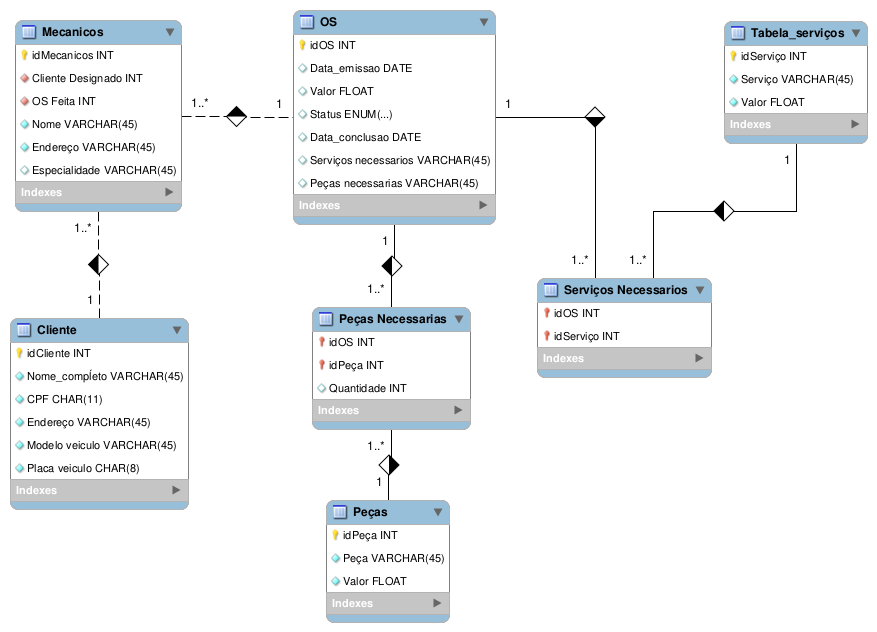 Mecanicos
idMecanicos INT
Cliente Designado INT
OS Feita INT
Nome VARCHAR(45)
Endereço VARCHAR(45)
Especialidade VARCHAR(45)
Indexes
1..*
1
OS
idOS INT
Data_emissao DATE
Valor FLOAT
Status ENUM(...)
Data_conclusao DATE
Serviços necessarios VARCHAR(45)
Peças necessarias VARCHAR(45)
Indexes
1
Tabela_serviços
idServiço INT
Serviço VARCHAR(45)
Valor FLOAT
Indexes
1
1..*
1
1
1..*
1..*
1..*
Cliente
idCliente INT
Nome_compĺeto VARCHAR(45)
CPF CHAR(11)
Endereço VARCHAR(45)
Modelo veiculo VARCHAR(45)
Placa veiculo CHAR(8)
Indexes
Peças Necessarias
idOS INT
idPeça INT
Quantidade INT
Indexes
Serviços Necessarios
idOS INT
idServiço INT
Indexes
1..*
1
Peças
idPeça INT
Peça VARCHAR(45)
Valor FLOAT
Indexes